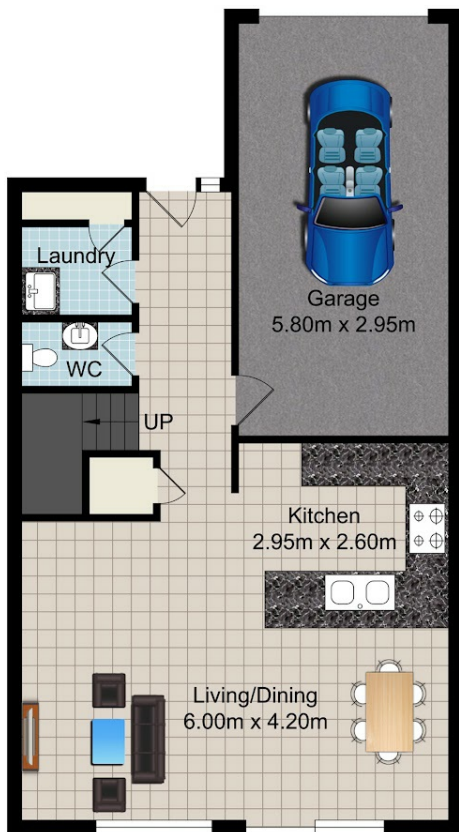 Laundry
Garage
5.80m x 2.95m
WC
UP
Kitchen
2.95m x 2.60m
Living/Dining
6.00m x 4.20m